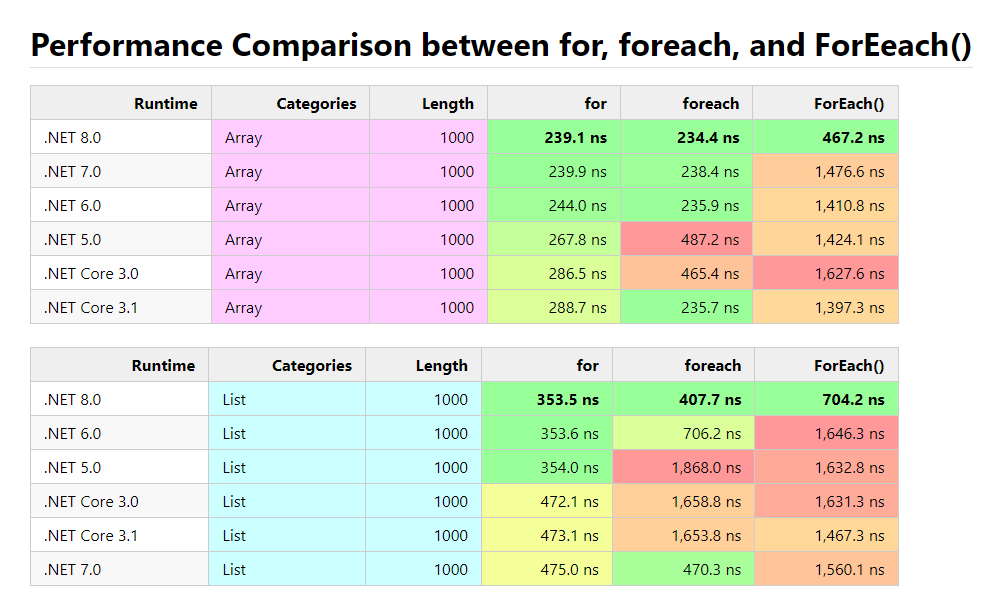 Performance Comparison between for, foreach, and ForEeach()
Runtime Categories Length for foreach ForEach()
.NET 8.0 Array 1000 239.1 ns 234.4 ns 467.2 ns
.NET 7.0 Array 1000 239.9 ns 238.4 ns 1,476.6 ns
.NET 6.0 Array 1000 244.0 ns 235.9 ns 1,410.8 ns
.NET 5.0 Array 1000 267.8 ns 487.2 ns 1,424.1 ns
.NET Core 3.0 Array 1000 286.5 ns 465.4 ns 1,627.6 ns
.NET Core 3.1 Array 1000 288.7 ns 235.7 ns 1,397.3 ns
Runtime Categories Length for foreach ForEach()
.NET 8.0 List 1000 353.5 ns 407.7 ns 704.2 ns
.NET 6.0 List 1000 353.6 ns 706.2 ns 1,646.3 ns
.NET 5.0 List 1000 354.0 ns 1,868.0 ns 1,632.8 ns
.NET Core 3.0 List 1000 472.1 ns 1,658.8 ns 1,631.3 ns
.NET Core 3.1 List 1000 473.1 ns 1,653.8 ns 1,467.3 ns
.NET 7.0 List 1000 475.0 ns 470.3 ns 1,560.1 ns